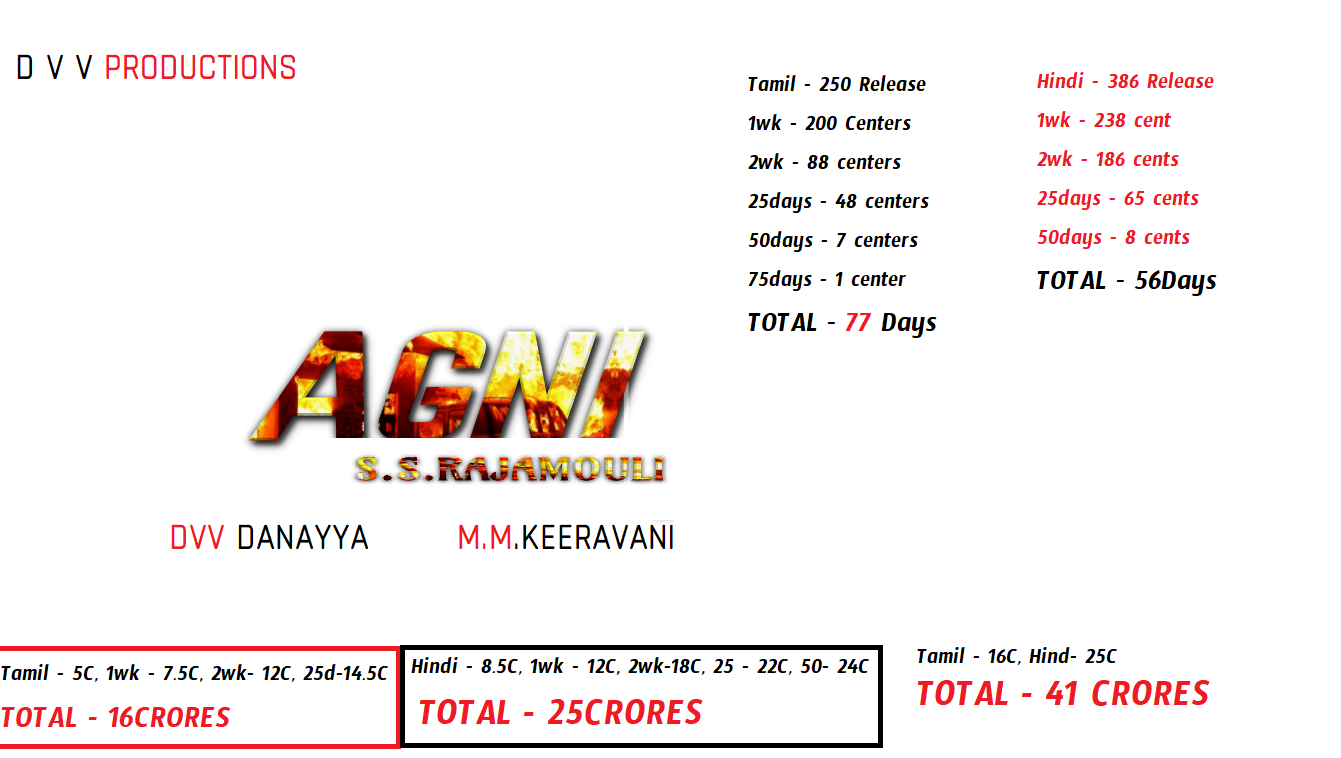 D V V PRODUCTIONS
Tamil - 250 Release
1wk - 200 Centers
2wk - 88 centers
25days - 48 centers
50days - 7 centers
75days - 1 center
TOTAL - 77 Days
Hindi - 386 Release
1wk - 238 cent
2wk - 186 cents
25days - 65 cents
50days - 8 cents
TOTAL - 56Days
AGNI
S.S.RAJAMOULI
DVV DANAYYA
M.M.KEERAVANI
Tamil - 5C, 1wk - 7.5C, 2wk- 12C, 25d-14.5C
TOTAL - 16CRORES
Hindi - 8.5C, 1wk - 12C, 2wk-18C, 25 - 22C, 50- 24C
TOTAL - 25CRORES
Tamil - 16C, Hind- 25C
TOTAL - 41 CRORES